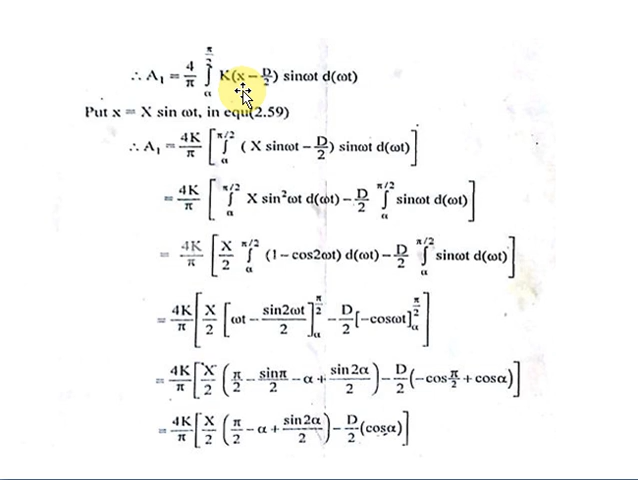 ∴ A₁ = 4/π ∫_α^{π/2} K(x − D/2) sinωt d(ωt)
Put x = X sin ωt, in equ(2.59)
∴ A₁ = 4K/π [ ∫_α^{π/2} ( X sinωt − D/2) sinωt d(ωt) ]
= 4K/π [ ∫_α^{π/2} X sin²ωt d(ωt) − D/2 ∫_α^{π/2} sinωt d(ωt) ]
= 4K/π [ X/2 ∫_α^{π/2} (1 − cos2ωt) d(ωt) − D/2 ∫_α^{π/2} sinωt d(ωt) ]
= 4K/π [ X/2 [ ωt − sin2ωt/2 ]_α^{π/2} − D/2 [−cosωt]_α^{π/2} ]
= 4K/π [ X/2 ( π/2 − sinπ/2 − α + sin2α/2 ) − D/2 (−cos π/2 + cosα) ]
= 4K/π [ X/2 ( π/2 − α + sin2α/2 ) − D/2 (cosα) ]